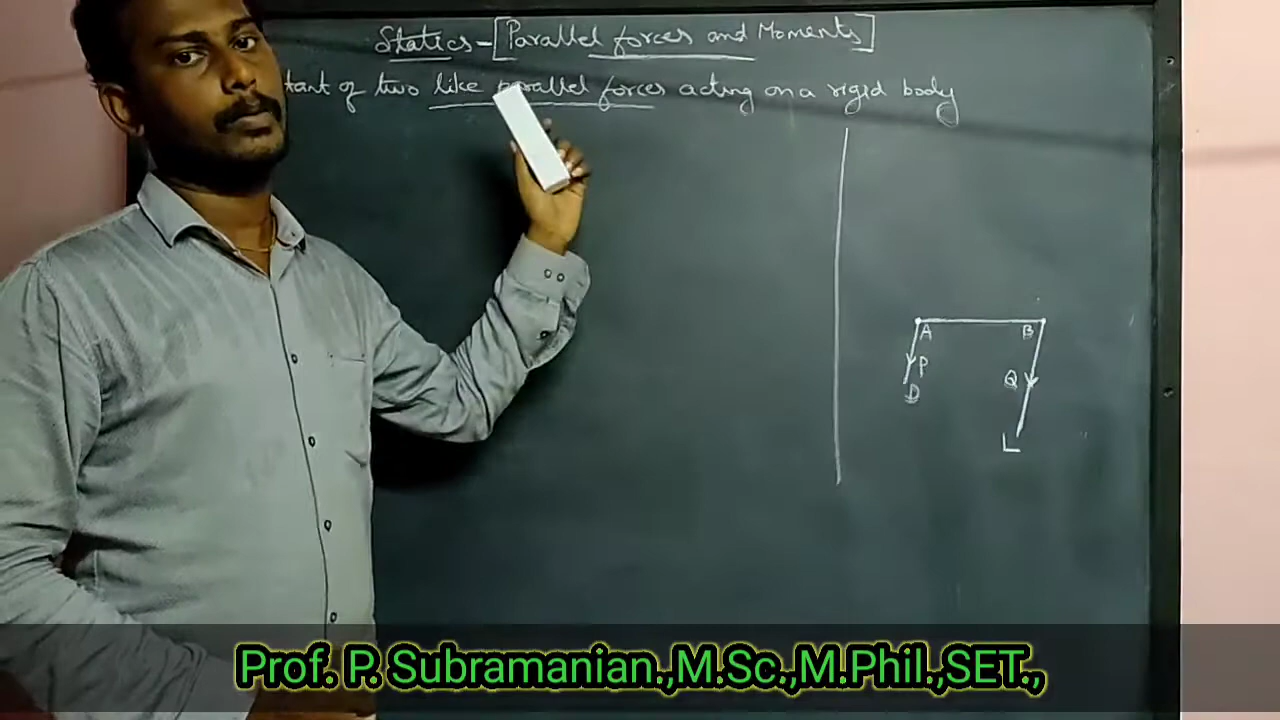 Statics - [Parallel forces and Moments]
tant of two like parallel forces acting on a rigid body
A B
P Q
D
L
Prof. P. Subramanian.,M.Sc.,M.Phil.,SET.,